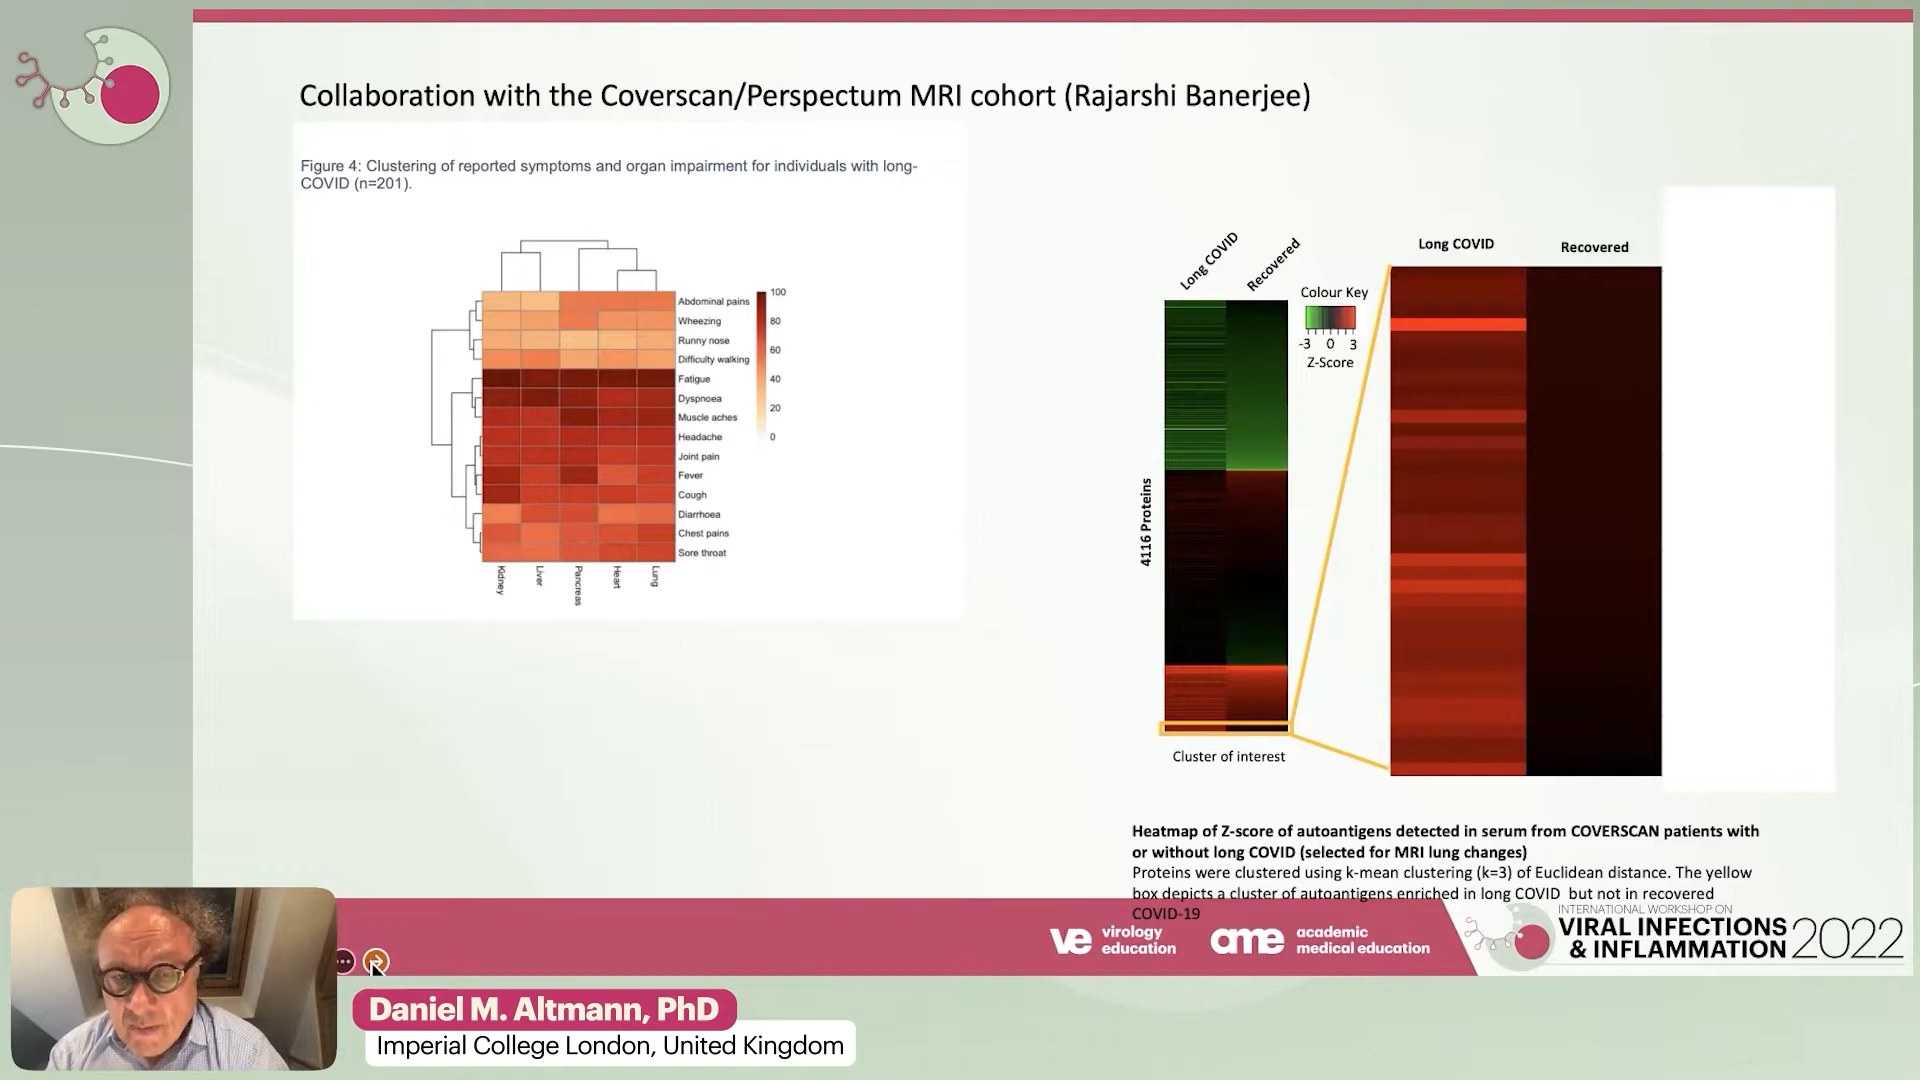 Collaboration with the Coverscan/Perspectum MRI cohort (Rajarshi Banerjee)
Figure 4: Clustering of reported symptoms and organ impairment for individuals with long-
COVID (n=201).
100
80
60
40
20
0
Abdominal pains
Wheezing
Runny nose
Difficulty walking
Fatigue
Dyspnoea
Muscle aches
Headache
Joint pain
Fever
Cough
Diarrhoea
Chest pains
Sore throat
Kidney
Liver
Pancreas
Heart
Lung
Long COVID
Recovered
Colour Key
-3 0 3
Z-Score
4116 Proteins
Cluster of interest
Long COVID
Recovered
Heatmap of Z-score of autoantigens detected in serum from COVERSCAN patients with
or without long COVID (selected for MRI lung changes)
Proteins were clustered using k-mean clustering (k=3) of Euclidean distance. The yellow
box depicts a cluster of autoantigens enriched in long COVID but not in recovered
COVID-19
ve virology
education
ame academic
medical education
INTERNATIONAL WORKSHOP ON
VIRAL INFECTIONS
& INFLAMMATION 2022
Daniel M. Altmann, PhD
Imperial College London, United Kingdom